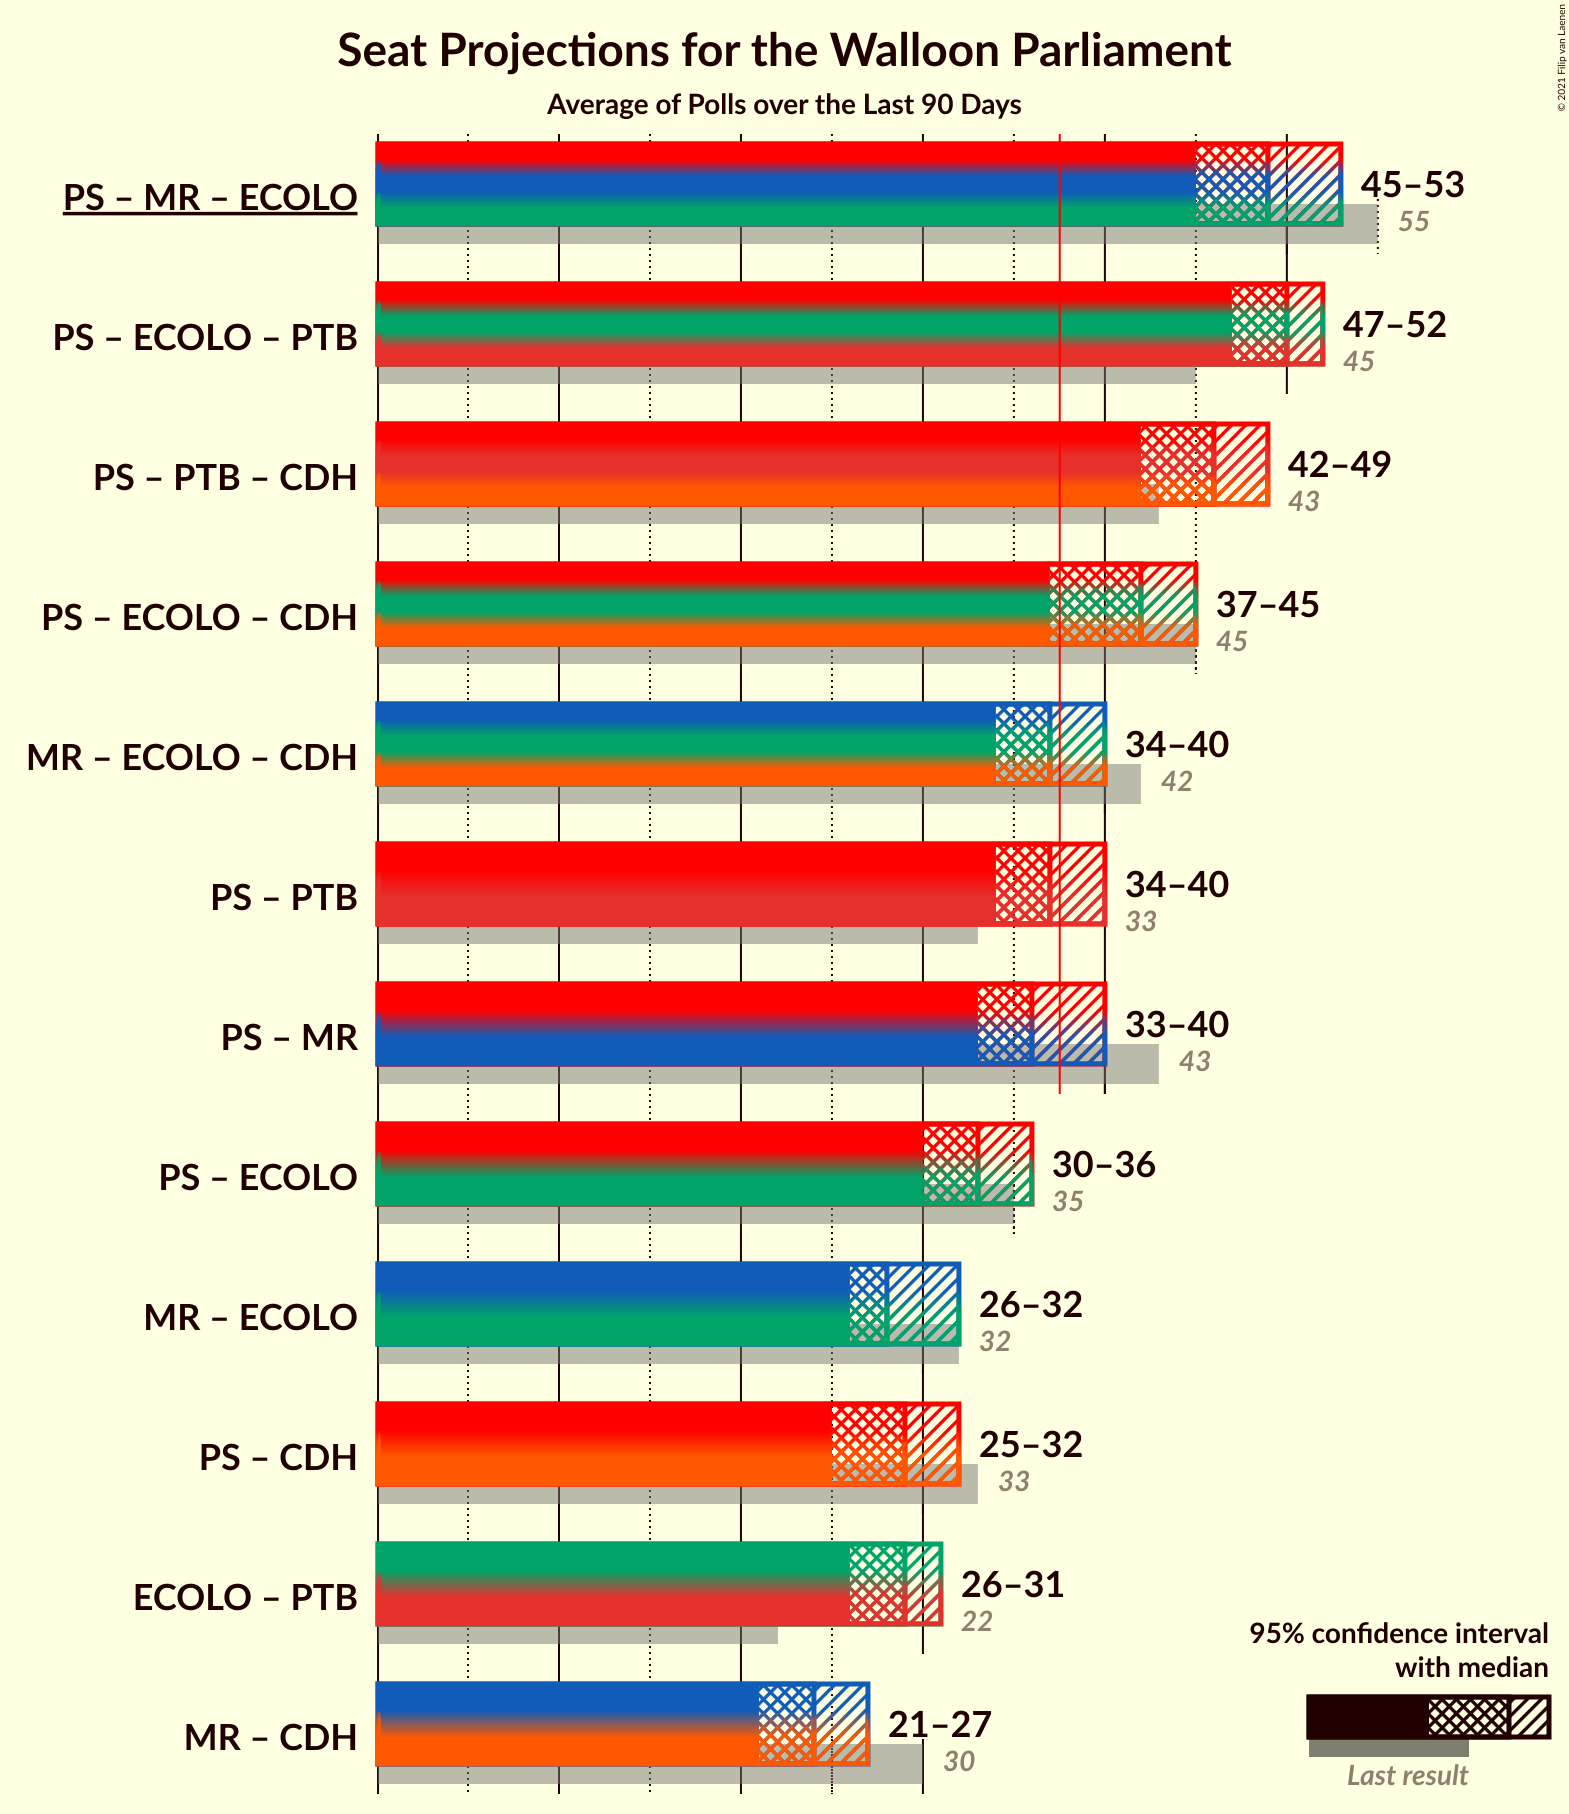 Seat Projections for the Walloon Parliament
Average of Polls over the Last 90 Days
© 2021 Filip van Laenen
PS – MR – ECOLO
45–53
55
PS – ECOLO – PTB
47–52
45
PS – PTB – CDH
42–49
43
PS – ECOLO – CDH
37–45
45
MR – ECOLO – CDH
34–40
42
PS – PTB
34–40
33
PS – MR
33–40
43
PS – ECOLO
30–36
35
MR – ECOLO
26–32
32
PS – CDH
25–32
33
ECOLO – PTB
26–31
22
MR – CDH
21–27
30
95% confidence interval
with median
Last result